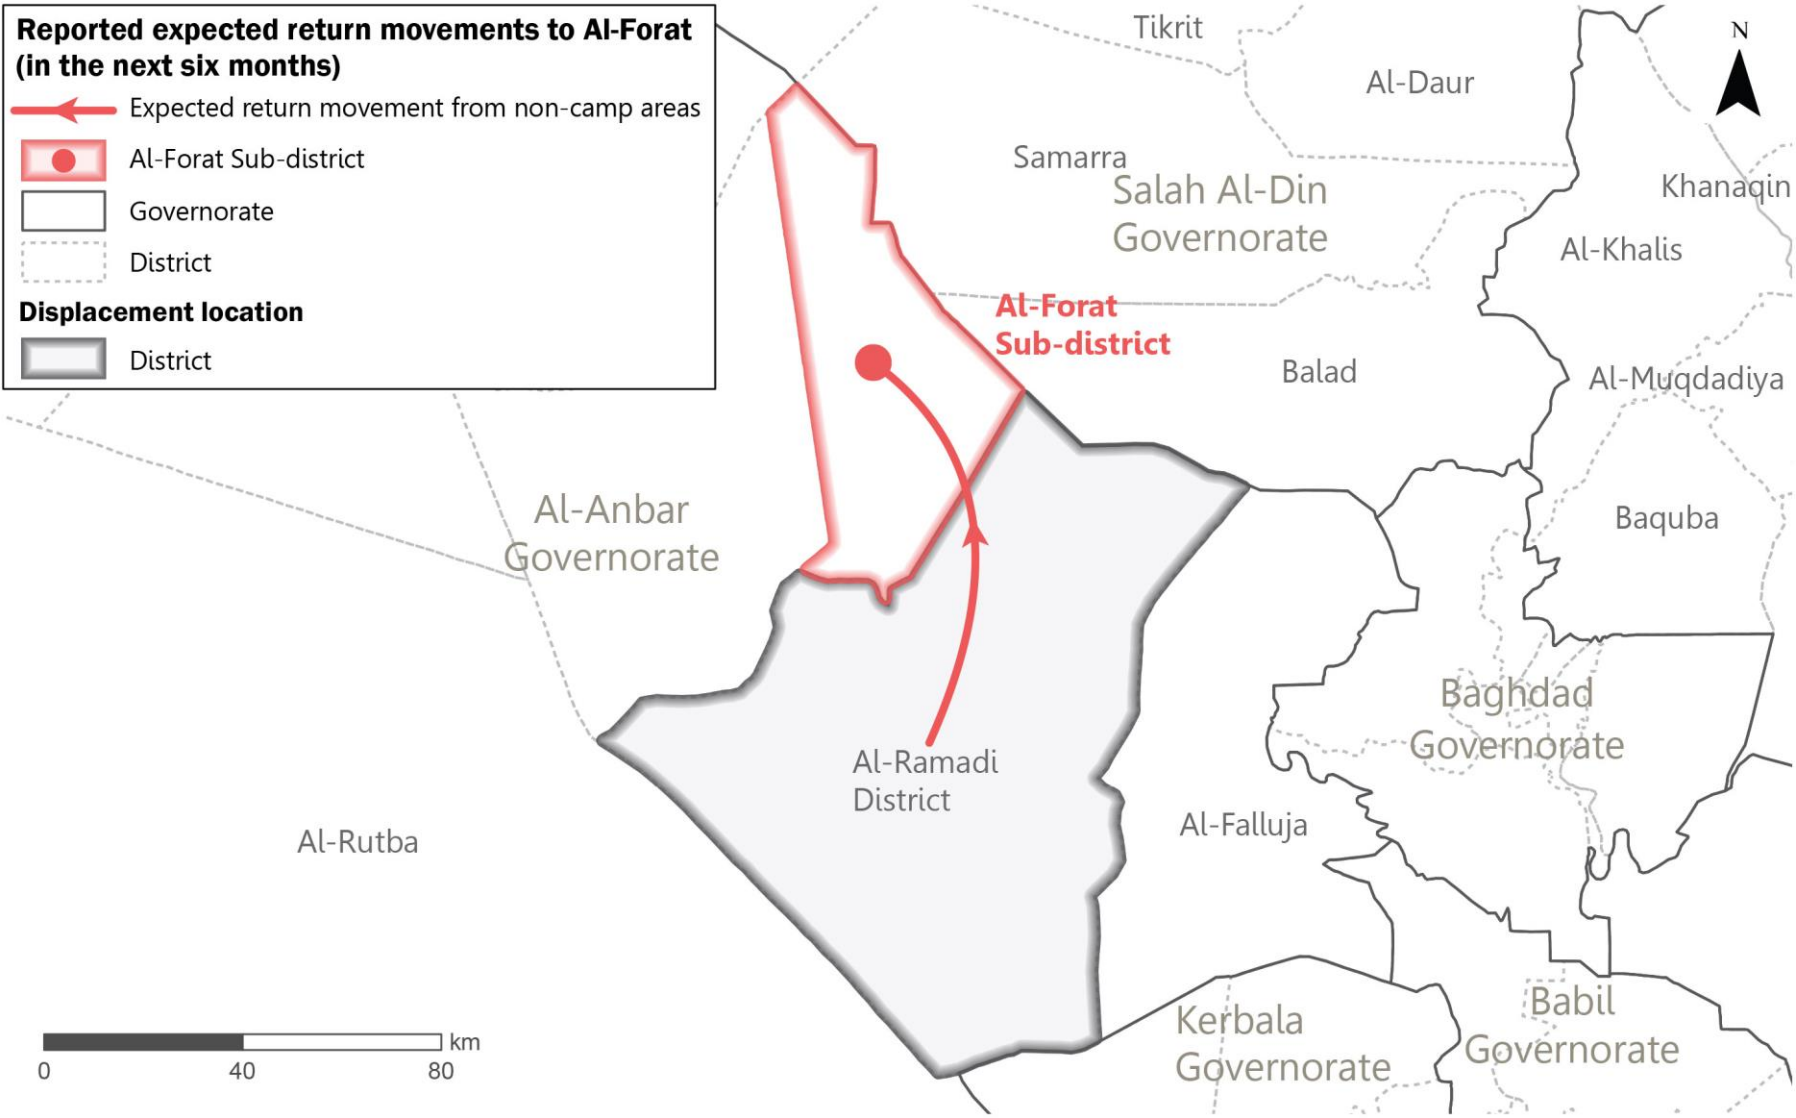 Reported expected return movements to Al-Forat
(in the next six months)
Expected return movement from non-camp areas
Al-Forat Sub-district
Governorate
District
Displacement location
District
Tikrit
Al-Daur
N
Samarra
Salah Al-Din
Governorate
Khanaqin
Al-Khalis
Al-Forat
Sub-district
Balad
Al-Muqdadiya
Al-Anbar
Governorate
Baquba
Baghdad
Governorate
Al-Ramadi
District
Al-Falluja
Al-Rutba
Kerbala
Governorate
Babil
Governorate
km
0 40 80